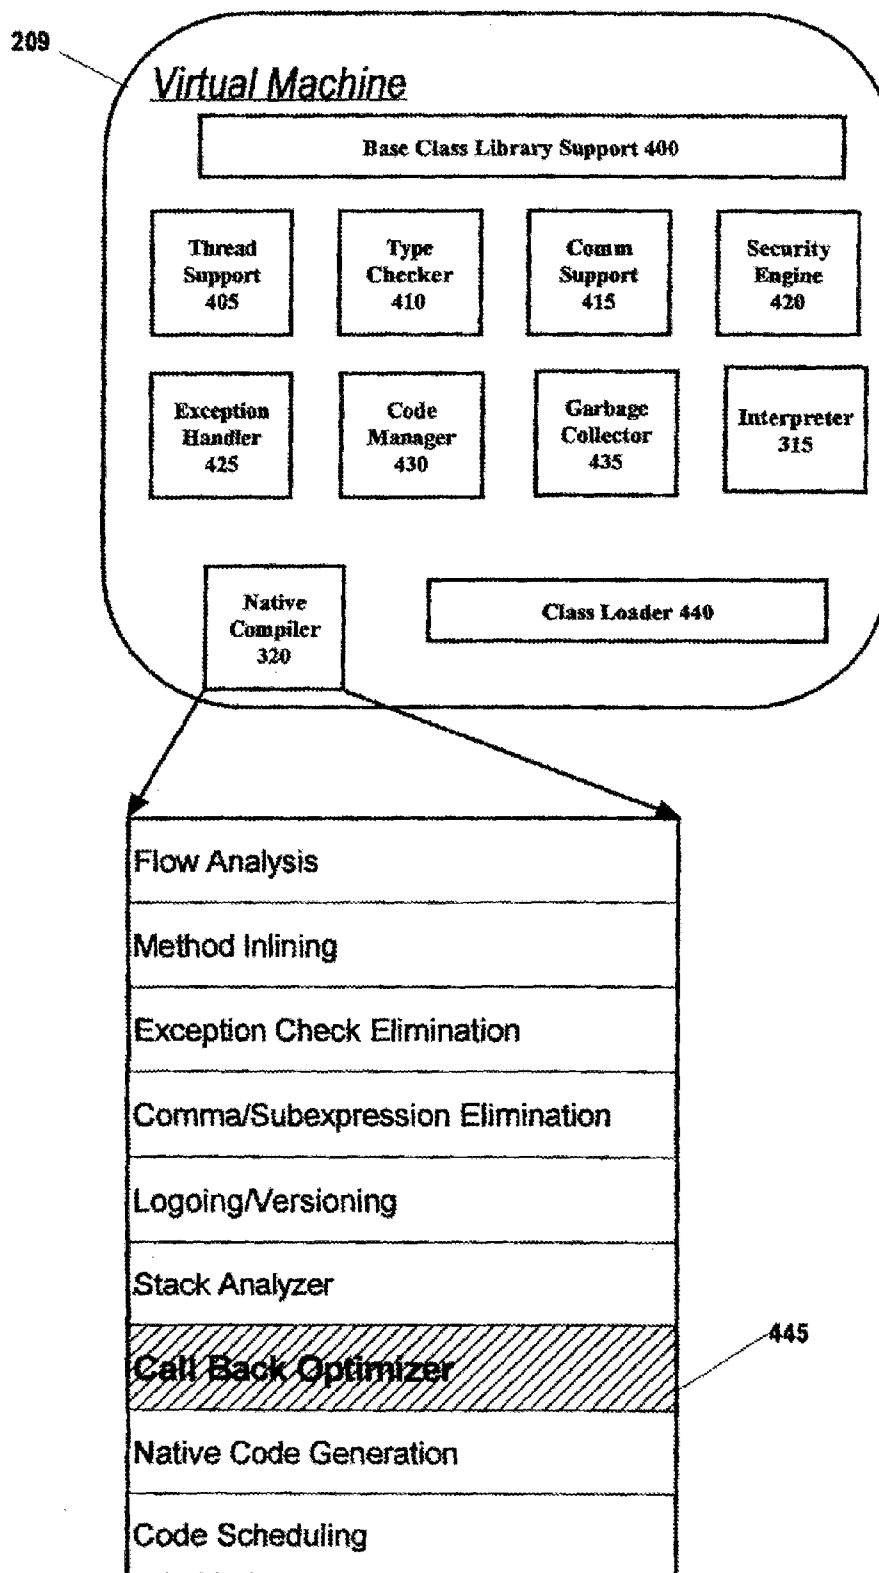 209
Virtual Machine
Base Class Library Support 400
Thread
Support
405
Type
Checker
410
Comm
Support
415
Security
Engine
420
Exception
Handler
425
Code
Manager
430
Garbage
Collector
435
Interpreter
315
Native
Compiler
320
Class Loader 440
Flow Analysis
Method Inlining
Exception Check Elimination
Comma/Subexpression Elimination
Logoing/Versioning
Stack Analyzer
Call Back Optimizer
445
Native Code Generation
Code Scheduling